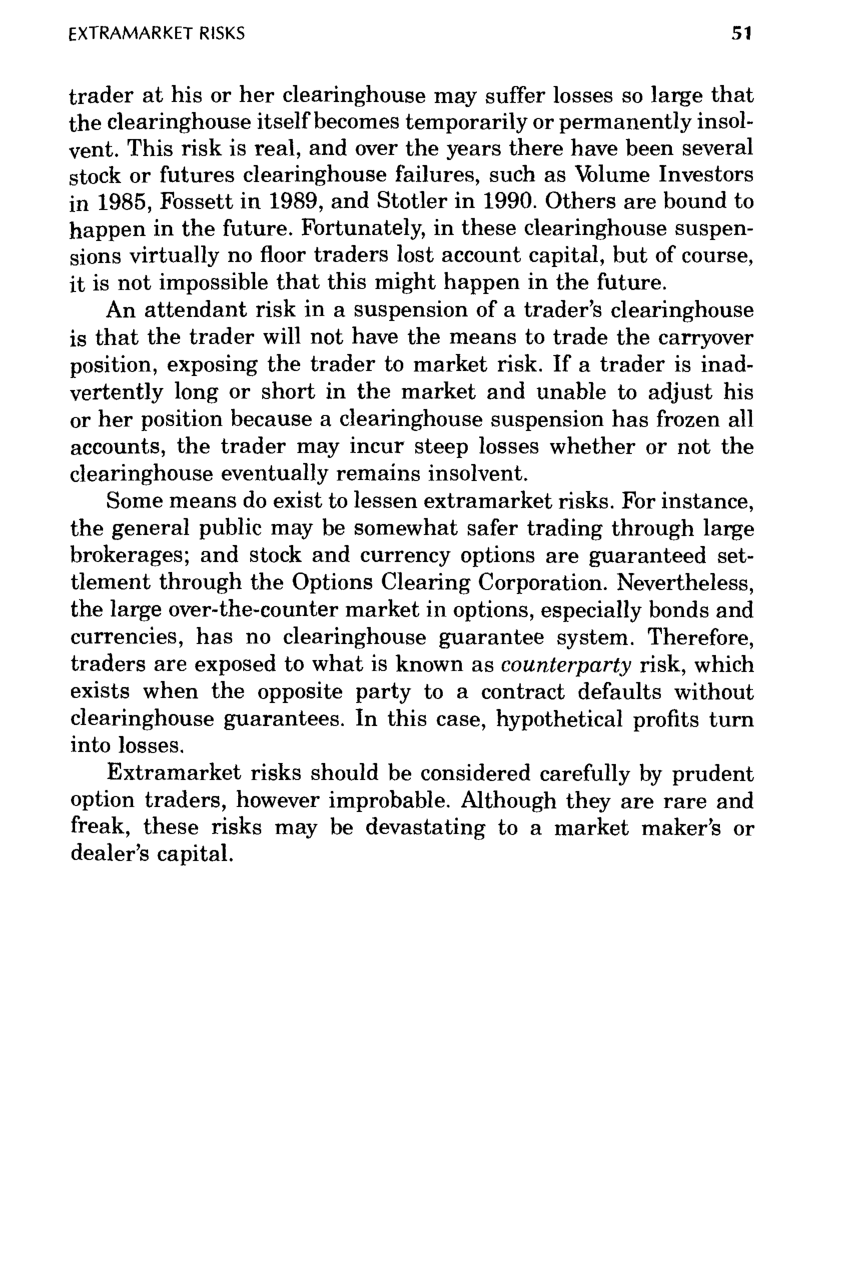 EXTRAMARKET RISKS 51
trader at his or her clearinghouse may suffer losses so large that
the clearinghouse itself becomes temporarily or permanently insol-
vent. This risk is real, and over the years there have been several
stock or futures clearinghouse failures, such as Volume Investors
in 1985, Fossett in 1989, and Stotler in 1990. Others are bound to
happen in the future. Fortunately, in these clearinghouse suspen-
sions virtually no floor traders lost account capital, but of course,
it is not impossible that this might happen in the future.
An attendant risk in a suspension of a trader's clearinghouse
is that the trader will not have the means to trade the carryover
position, exposing the trader to market risk. If a trader is inad-
vertently long or short in the market and unable to adjust his
or her position because a clearinghouse suspension has frozen all
accounts, the trader may incur steep losses whether or not the
clearinghouse eventually remains insolvent.
Some means do exist to lessen extramarket risks. For instance,
the general public may be somewhat safer trading through large
brokerages; and stock and currency options are guaranteed set-
tlement through the Options Clearing Corporation. Nevertheless,
the large over-the-counter market in options, especially bonds and
currencies, has no clearinghouse guarantee system. Therefore,
traders are exposed to what is known as counterparty risk, which
exists when the opposite party to a contract defaults without
clearinghouse guarantees. In this case, hypothetical profits turn
into losses.
Extramarket risks should be considered carefully by prudent
option traders, however improbable. Although they are rare and
freak, these risks may be devastating to a market maker's or
dealer's capital.